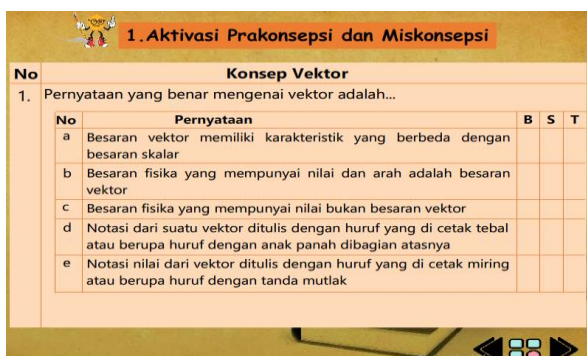 1.Aktivasi Prakonsepsi dan Miskonsepsi
No Konsep Vektor
1. Pernyataan yang benar mengenai vektor adalah...
No Pernyataan B S T
a Besaran vektor memiliki karakteristik yang berbeda dengan
besaran skalar
b Besaran fisika yang mempunyai nilai dan arah adalah besaran
vektor
c Besaran fisika yang mempunyai nilai bukan besaran vektor
d Notasi dari suatu vektor ditulis dengan huruf yang di cetak tebal
atau berupa huruf dengan anak panah dibagian atasnya
e Notasi nilai dari vektor ditulis dengan huruf yang di cetak miring
atau berupa huruf dengan tanda mutlak